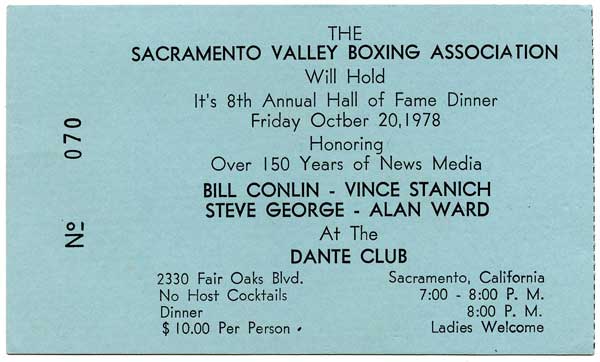 THE
SACRAMENTO VALLEY BOXING ASSOCIATION
Will Hold
It's 8th Annual Hall of Fame Dinner
Friday Octber 20,1978
Honoring
Over 150 Years of News Media
BILL CONLIN - VINCE STANICH
STEVE GEORGE - ALAN WARD
At The
DANTE CLUB
2330 Fair Oaks Blvd. Sacramento, California
No Host Cocktails 7:00 - 8:00 P. M.
Dinner 8:00 P. M.
$10.00 Per Person Ladies Welcome
Nº 070